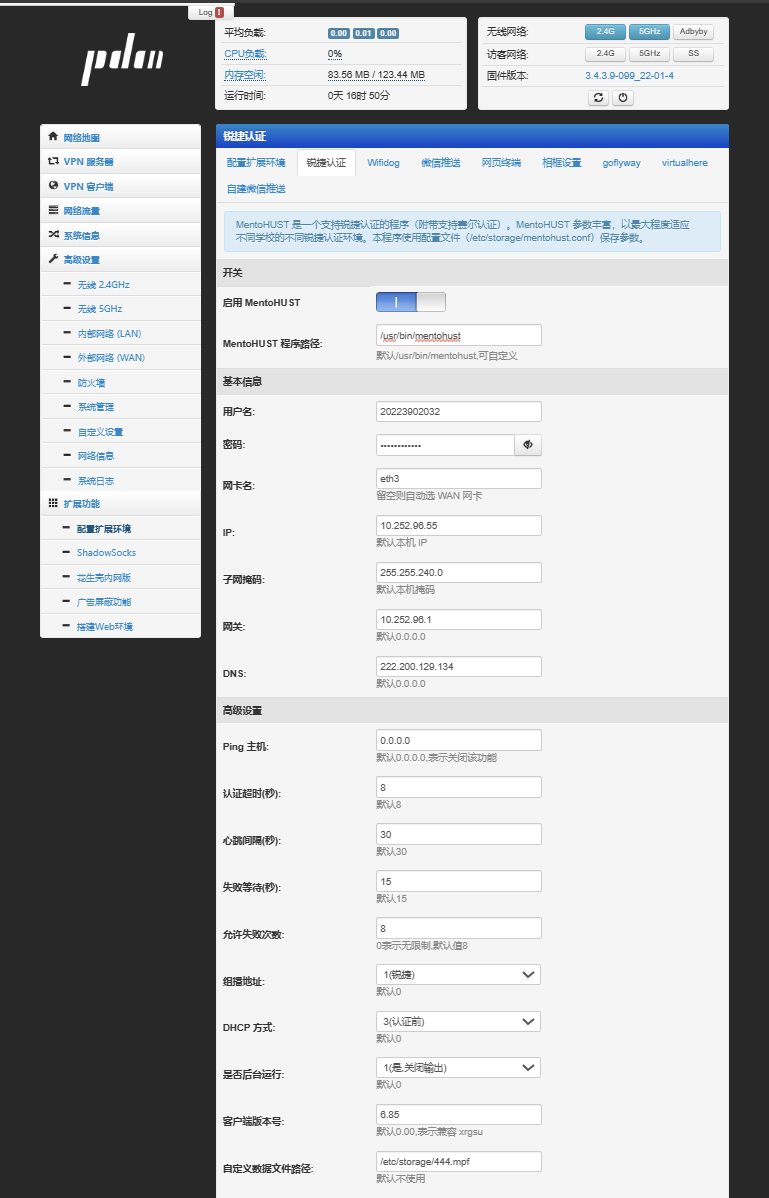 Log !
pdcn
平均负载: 0.00 0.01 0.00
CPU负载: 0%
内存空闲: 83.56 MB / 123.44 MB
运行时间: 0天 16时 50分
无线网络: 2.4G 5GHz Adbyby
访客网络: 2.4G 5GHz SS
固件版本: 3.4.3.9-099_22-01-4
网络地图
VPN 服务器
VPN 客户端
网络流量
系统信息
高级设置
无线 2.4GHz
无线 5GHz
内部网络 (LAN)
外部网络 (WAN)
防火墙
系统管理
自定义设置
网络信息
系统日志
扩展功能
配置扩展环境
ShadowSocks
花生壳内网版
广告屏蔽功能
搭建Web环境
锐捷认证
配置扩展环境 锐捷认证 Wifidog 微信推送 网页终端 相框设置 goflyway virtualhere
自建微信推送
MentoHUST 是一个支持锐捷认证的程序（附带支持赛尔认证）。MentoHUST 参数丰富，以最大程度适应
不同学校的不同锐捷认证环境。本程序使用配置文件（/etc/storage/mentohust.conf）保存参数。
开关
启用 MentoHUST
MentoHUST 程序路径: /usr/bin/mentohust
默认/usr/bin/mentohust,可自定义
基本信息
用户名: 20223902032
密码: ••••••••••••
网卡名: eth3
留空则自动选 WAN 网卡
IP: 10.252.96.55
默认本机 IP
子网掩码: 255.255.240.0
默认本机掩码
网关: 10.252.96.1
默认0.0.0.0
DNS: 222.200.129.134
默认0.0.0.0
高级设置
Ping 主机: 0.0.0.0
默认0.0.0.0,表示关闭该功能
认证超时(秒): 8
默认8
心跳间隔(秒): 30
默认30
失败等待(秒): 15
默认15
允许失败次数: 8
0表示无限制,默认值8
组播地址: 1(锐捷)
默认0
DHCP 方式: 3(认证前)
默认0
是否后台运行: 1(是,关闭输出)
默认0
客户端版本号: 6.85
默认0.00,表示兼容 xrgsu
自定义数据文件路径: /etc/storage/444.mpf
默认不使用